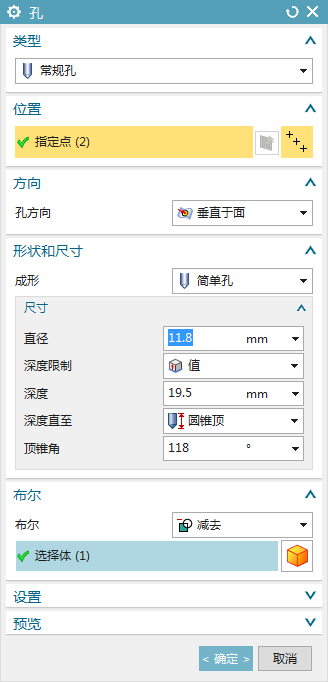 孔
类型
常规孔
位置
指定点 (2)
方向
孔方向 垂直于面
形状和尺寸
成形 简单孔
尺寸
直径 11.8 mm
深度限制 值
深度 19.5 mm
深度直至 圆锥顶
顶锥角 118 °
布尔
布尔 减去
选择体 (1)
设置
预览
< 确定 > 取消